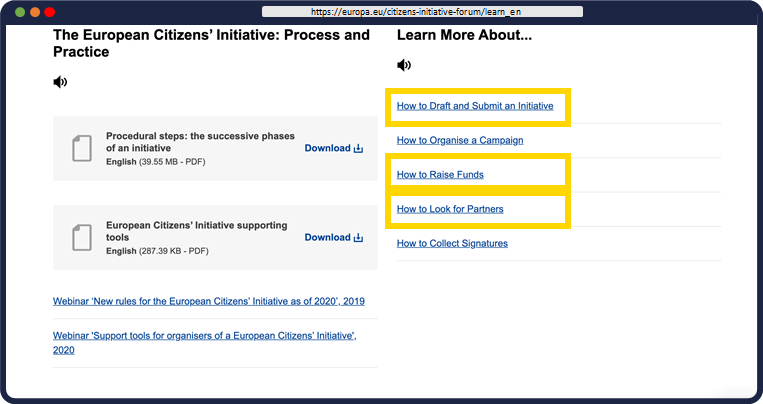 https://europa.eu/citizens-initiative-forum/learn_en
The European Citizens’ Initiative: Process and
Practice
Procedural steps: the successive phases
of an initiative
English (39.55 MB - PDF)
Download
European Citizens’ Initiative supporting
tools
English (287.39 KB - PDF)
Download
Webinar ‘New rules for the European Citizens’ Initiative as of 2020’, 2019
Webinar 'Support tools for organisers of a European Citizens’ Initiative',
2020
Learn More About...
How to Draft and Submit an Initiative
How to Organise a Campaign
How to Raise Funds
How to Look for Partners
How to Collect Signatures